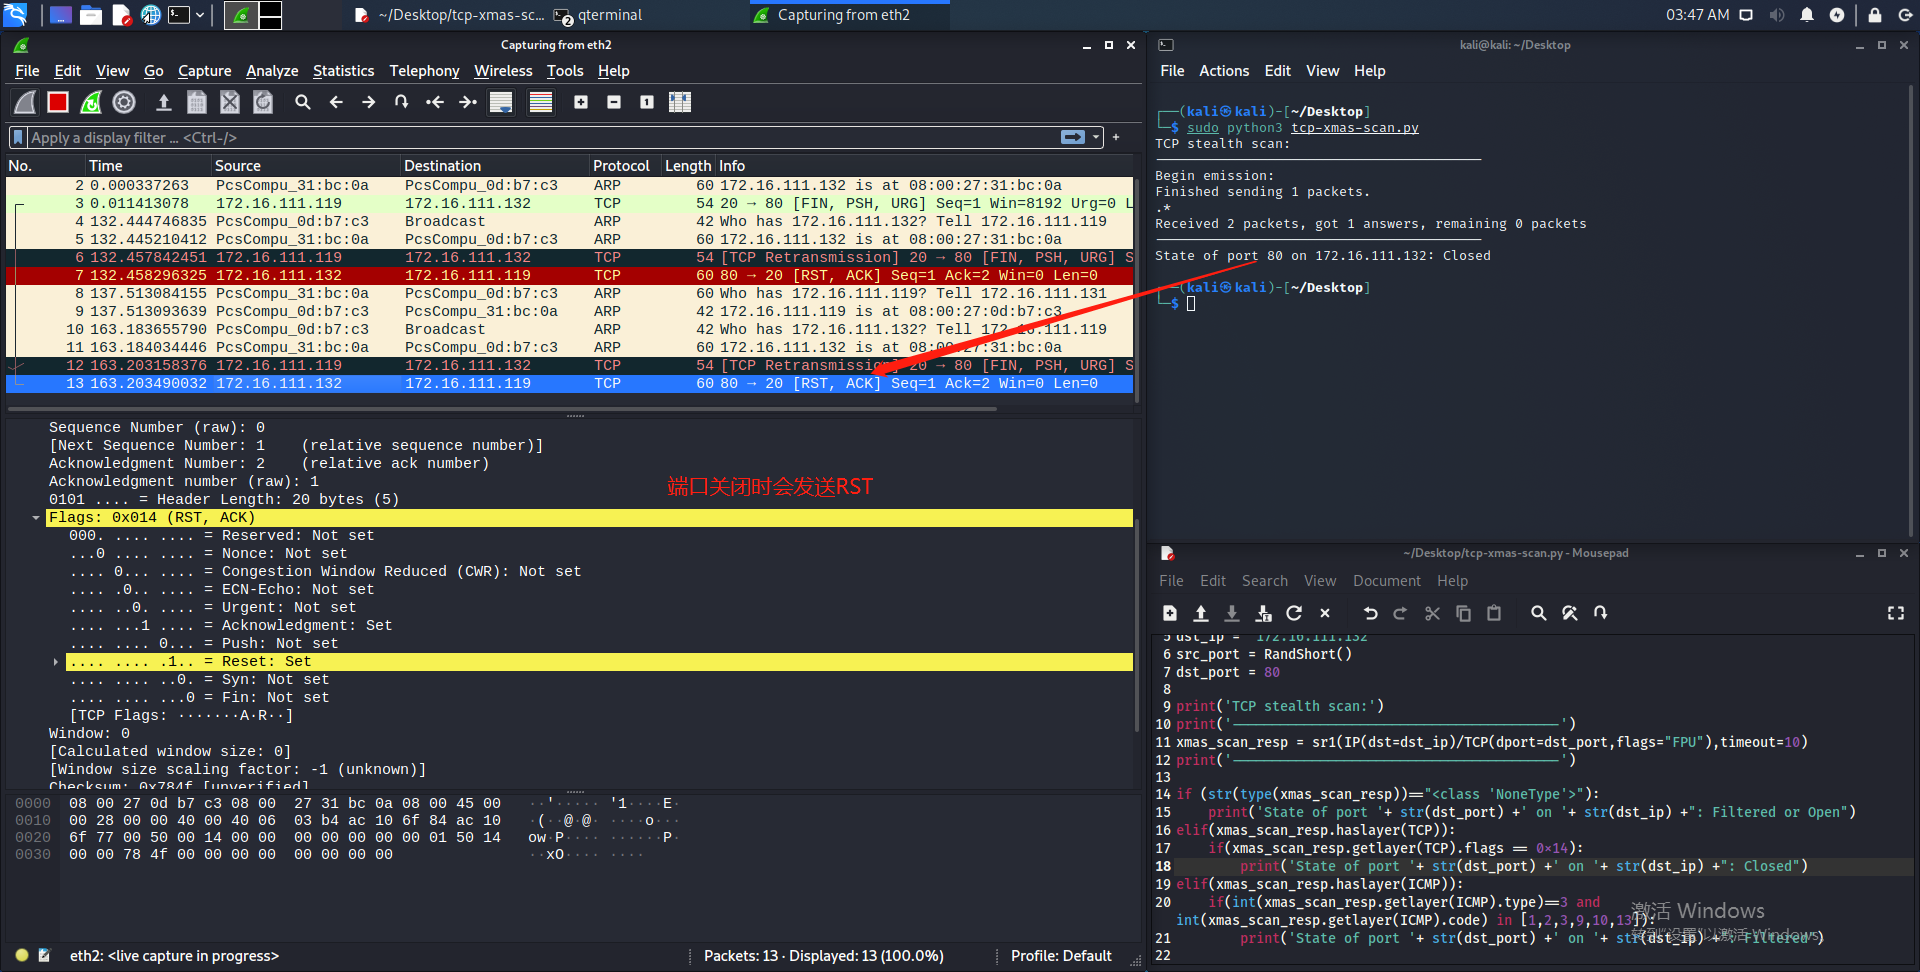 ~/Desktop/tcp-xmas-sc...
2
qterminal
Capturing from eth2
03:47 AM
Capturing from eth2
File Edit View Go Capture Analyze Statistics Telephony Wireless Tools Help
Apply a display filter ... <Ctrl-/>
No. Time Source Destination Protocol Length Info
2 0.000337263 PcsCompu_31:bc:0a PcsCompu_0d:b7:c3 ARP 60 172.16.111.132 is at 08:00:27:31:bc:0a
3 0.011413078 172.16.111.119 172.16.111.132 TCP 54 20 → 80 [FIN, PSH, URG] Seq=1 Win=8192 Urg=0 L
4 132.444746835 PcsCompu_0d:b7:c3 Broadcast ARP 42 Who has 172.16.111.132? Tell 172.16.111.119
5 132.445210412 PcsCompu_31:bc:0a PcsCompu_0d:b7:c3 ARP 60 172.16.111.132 is at 08:00:27:31:bc:0a
6 132.457842451 172.16.111.119 172.16.111.132 TCP 54 [TCP Retransmission] 20 → 80 [FIN, PSH, URG] S
7 132.458296325 172.16.111.132 172.16.111.119 TCP 60 80 → 20 [RST, ACK] Seq=1 Ack=2 Win=0 Len=0
8 137.513084155 PcsCompu_31:bc:0a PcsCompu_0d:b7:c3 ARP 60 Who has 172.16.111.119? Tell 172.16.111.131
9 137.513093639 PcsCompu_0d:b7:c3 PcsCompu_31:bc:0a ARP 42 172.16.111.119 is at 08:00:27:0d:b7:c3
10 163.183655790 PcsCompu_0d:b7:c3 Broadcast ARP 42 Who has 172.16.111.132? Tell 172.16.111.119
11 163.184034446 PcsCompu_31:bc:0a PcsCompu_0d:b7:c3 ARP 60 172.16.111.132 is at 08:00:27:31:bc:0a
12 163.203158376 172.16.111.119 172.16.111.132 TCP 54 [TCP Retransmission] 20 → 80 [FIN, PSH, URG] S
13 163.203490032 172.16.111.132 172.16.111.119 TCP 60 80 → 20 [RST, ACK] Seq=1 Ack=2 Win=0 Len=0
Sequence Number (raw): 0
[Next Sequence Number: 1 (relative sequence number)]
Acknowledgment Number: 2 (relative ack number)
Acknowledgment number (raw): 1
端口关闭时会发送RST
0101 .... = Header Length: 20 bytes (5)
Flags: 0x014 (RST, ACK)
000. .... .... = Reserved: Not set
...0 .... .... = Nonce: Not set
.... 0... .... = Congestion Window Reduced (CWR): Not set
.... .0.. .... = ECN-Echo: Not set
.... ..0. .... = Urgent: Not set
.... ...1 .... = Acknowledgment: Set
.... .... 0... = Push: Not set
.... .... .1.. = Reset: Set
.... .... ..0. = Syn: Not set
.... .... ...0 = Fin: Not set
[TCP Flags: ·······A·R··]
Window: 0
[Calculated window size: 0]
[Window size scaling factor: -1 (unknown)]
Checksum: 0x784f [unverified]
0000 08 00 27 0d b7 c3 08 00 27 31 bc 0a 08 00 45 00 ··'····· '1····E·
0010 00 28 00 00 40 00 40 06 03 b4 ac 10 6f 84 ac 10 ·(··@·@· ····o···
0020 6f 77 00 50 00 14 00 00 00 00 00 00 00 01 50 14 ow·P···· ······P·
0030 00 00 78 4f 00 00 00 00 00 00 00 00 ··xO···· ····
eth2: <live capture in progress>
Packets: 13 · Displayed: 13 (100.0%)
Profile: Default
kali@kali: ~/Desktop
File Actions Edit View Help
┌──(kali㉿kali)-[~/Desktop]
└─$ sudo python3 tcp-xmas-scan.py
TCP stealth scan:
Begin emission:
Finished sending 1 packets.
.*
Received 2 packets, got 1 answers, remaining 0 packets
State of port 80 on 172.16.111.132: Closed
┌──(kali㉿kali)-[~/Desktop]
└─$
~/Desktop/tcp-xmas-scan.py - Mousepad
File Edit Search View Document Help
5 dst_ip = "172.16.111.132"
6 src_port = RandShort()
7 dst_port = 80
8
9 print('TCP stealth scan:')
10 print('———————————————————————')
11 xmas_scan_resp = sr1(IP(dst=dst_ip)/TCP(dport=dst_port,flags="FPU"),timeout=10)
12 print('———————————————————————')
13
14 if (str(type(xmas_scan_resp))=="<class 'NoneType'>"):
15 print('State of port '+ str(dst_port) +' on '+ str(dst_ip) +": Filtered or Open")
16 elif(xmas_scan_resp.haslayer(TCP)):
17 if(xmas_scan_resp.getlayer(TCP).flags == 0x14):
18 print('State of port '+ str(dst_port) +' on '+ str(dst_ip) +": Closed")
19 elif(xmas_scan_resp.haslayer(ICMP)):
20 if(int(xmas_scan_resp.getlayer(ICMP).type)==3 and
int(xmas_scan_resp.getlayer(ICMP).code) in [1,2,3,9,10,13]):
21 print('State of port '+ str(dst_port) +' on '+ str(dst_ip) +": Filtered")
22
激活 Windows
转到"设置"以激活 Windows。